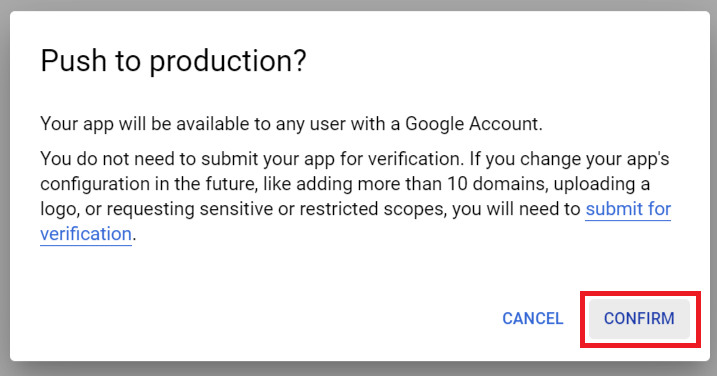 Push to production?
Your app will be available to any user with a Google Account.
You do not need to submit your app for verification. If you change your app's
configuration in the future, like adding more than 10 domains, uploading a
logo, or requesting sensitive or restricted scopes, you will need to submit for
verification.
CANCEL CONFIRM